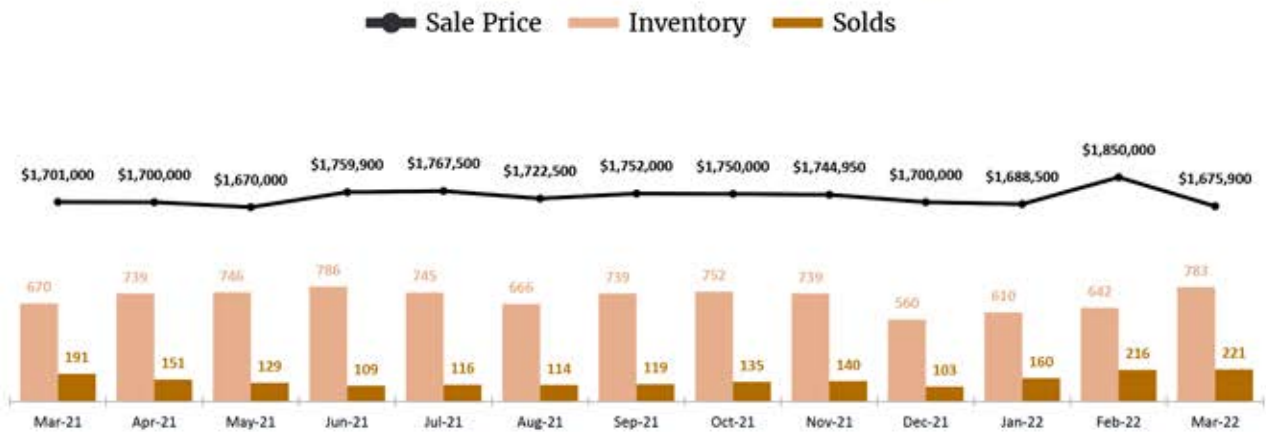 Sale Price Inventory Solds
$1,701,000 $1,700,000 $1,670,000 $1,759,900 $1,767,500 $1,722,500 $1,752,000 $1,750,000 $1,744,950 $1,700,000 $1,688,500 $1,850,000 $1,675,900
670 739 746 786 745 666 739 752 739 560 610 642 783
191 151 129 109 116 114 119 135 140 103 160 216 221
Mar-21 Apr-21 May-21 Jun-21 Jul-21 Aug-21 Sep-21 Oct-21 Nov-21 Dec-21 Jan-22 Feb-22 Mar-22